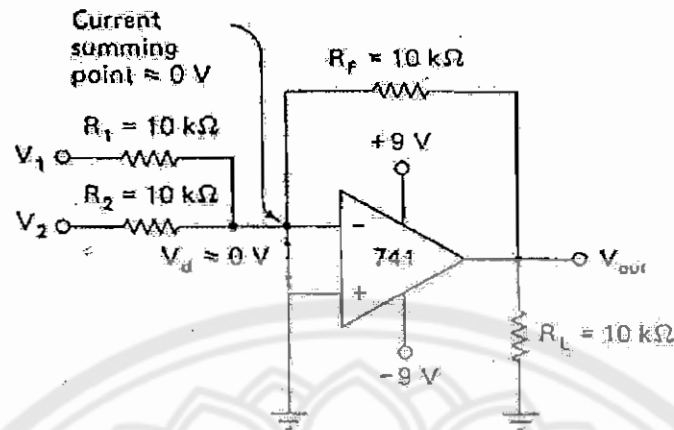 Current
summing
point ≈ 0 V
R_f = 10 kΩ
R_1 = 10 kΩ
+9 V
V_1
R_2 = 10 kΩ
V_2
-
V_d ≈ 0 V
741
V_out
+
R_L = 10 kΩ
-9 V